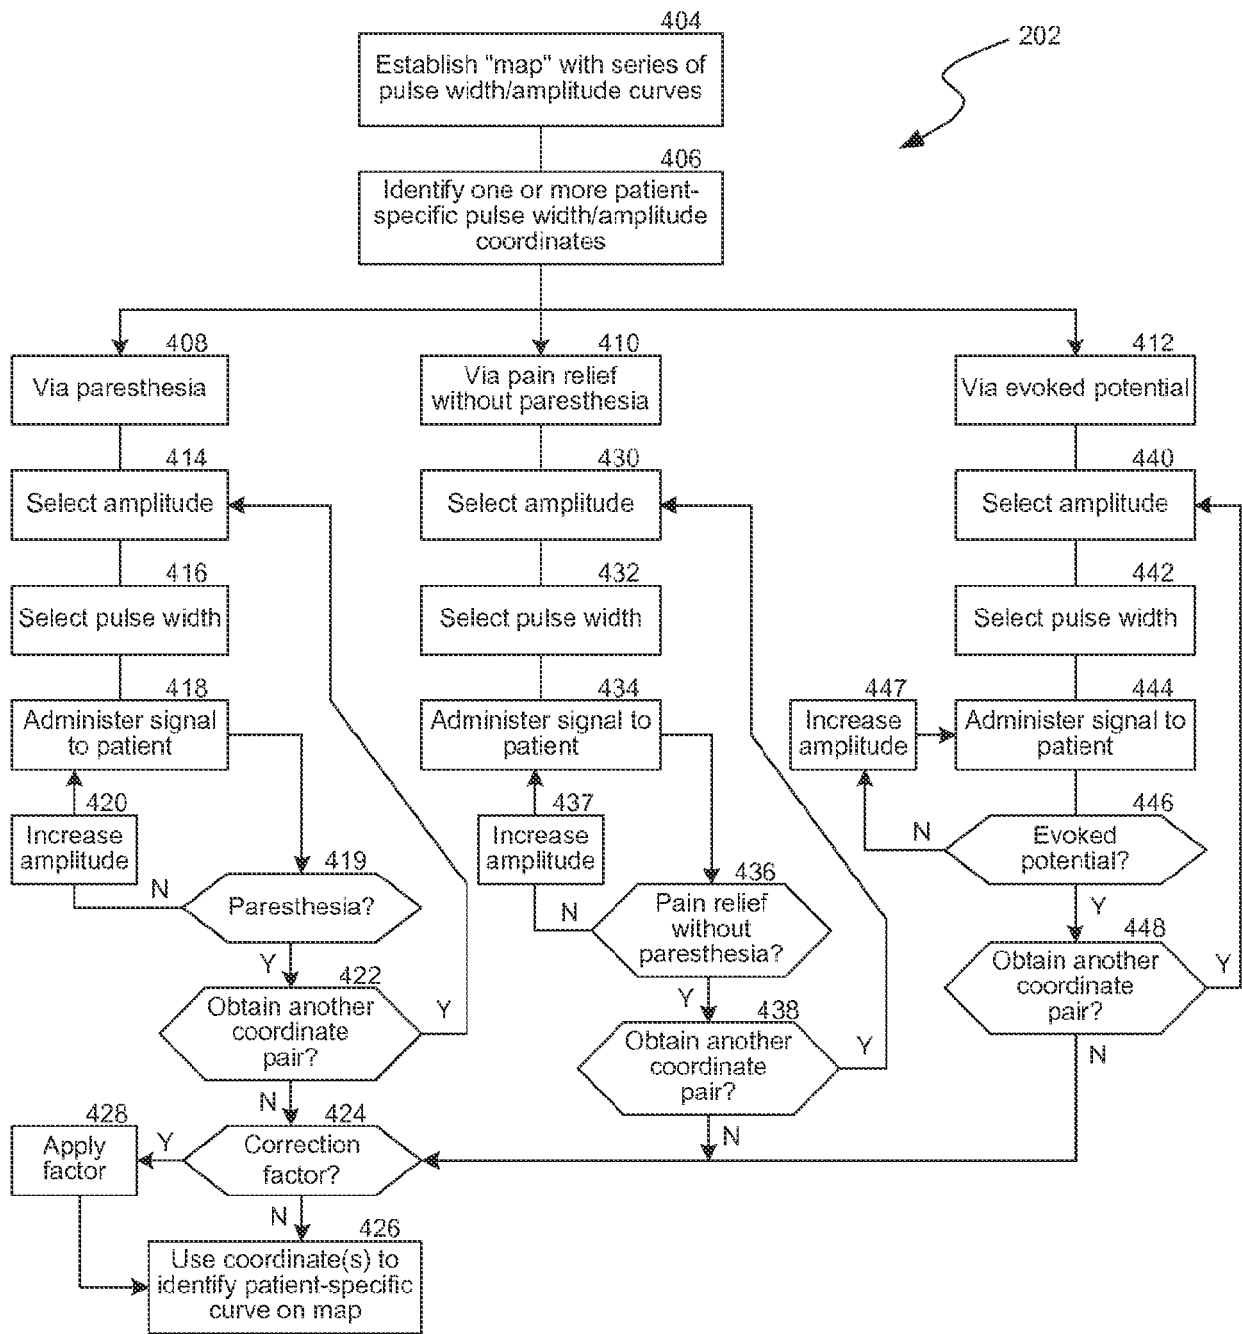 404
202
Establish "map" with series of
pulse width/amplitude curves
406
Identify one or more patient-
specific pulse width/amplitude
coordinates
408
Via paresthesia
410
Via pain relief
without paresthesia
412
Via evoked potential
414
Select amplitude
430
Select amplitude
440
Select amplitude
416
Select pulse width
432
Select pulse width
442
Select pulse width
418
Administer signal
to patient
434
Administer signal to
patient
447
Increase
amplitude
444
Administer signal to
patient
420
Increase
amplitude
437
Increase
amplitude
446
Evoked
potential?
N
Y
419
Paresthesia?
N
Y
436
Pain relief
without
paresthesia?
N
Y
448
Obtain another
coordinate
pair?
Y
N
422
Obtain another
coordinate
pair?
Y
N
438
Obtain another
coordinate
pair?
Y
N
428
Apply
factor
Y
424
Correction
factor?
N
426
Use coordinate(s) to
identify patient-specific
curve on map